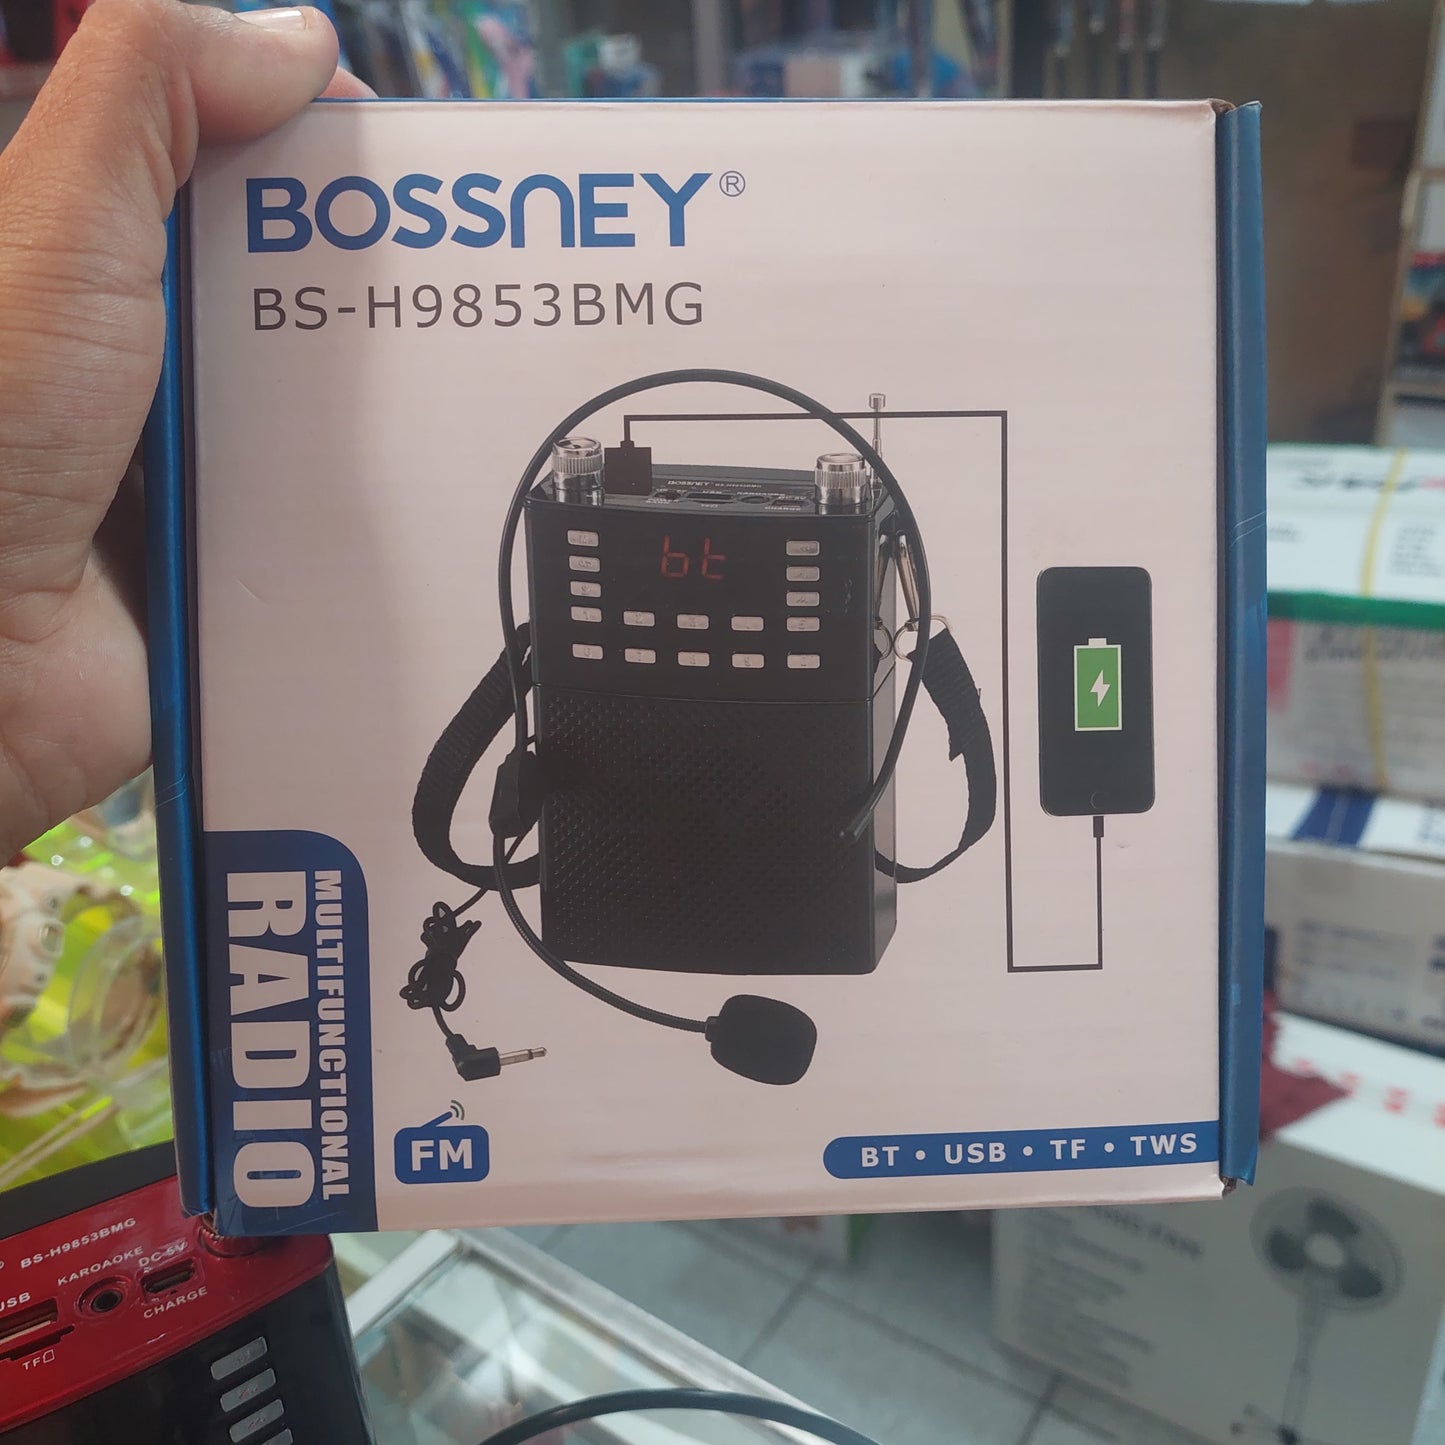 BOSSNEY®
BS-H9853BMG
BOSSNEY
bt
MULTIFUNCTIONAL
RADIO
FM
BT • USB • TF • TWS
BS-H9853BMG
USB
KAROAOKE
DC-5V
CHARGE
TF